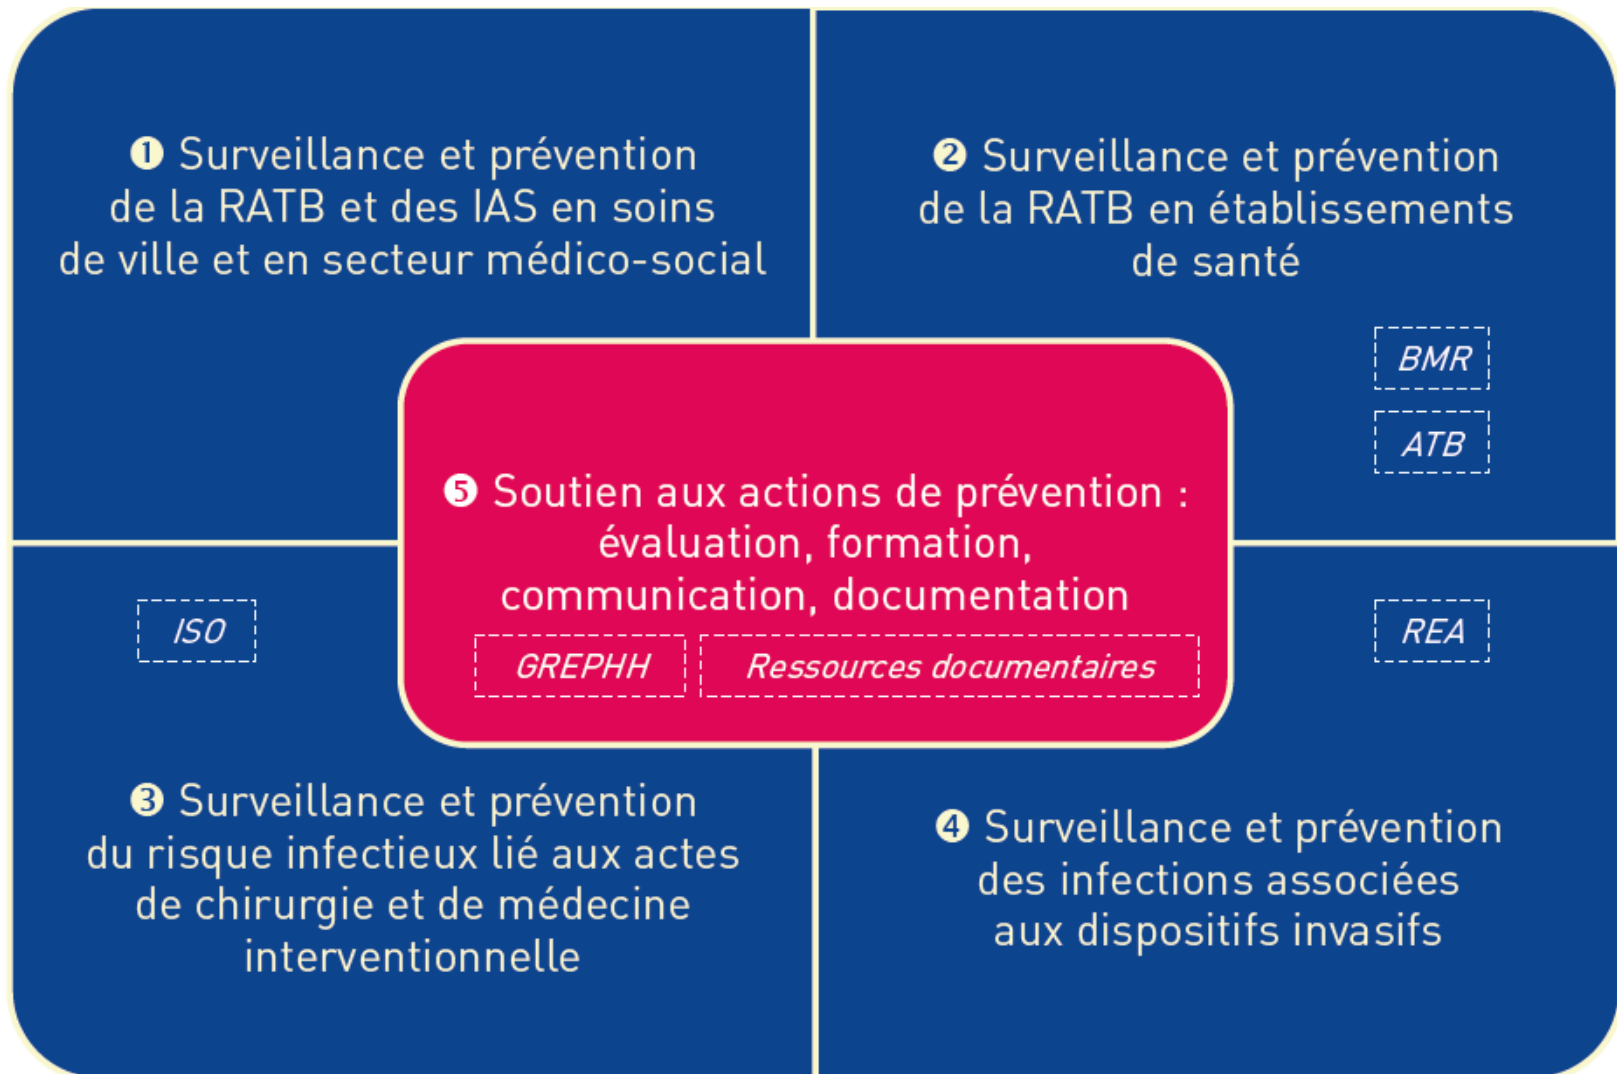 ❶ Surveillance et prévention
de la RATB et des IAS en soins
de ville et en secteur médico-social
❷ Surveillance et prévention
de la RATB en établissements
de santé
BMR
ATB
❺ Soutien aux actions de prévention :
évaluation, formation,
communication, documentation
GREPHH
Ressources documentaires
ISO
❸ Surveillance et prévention
du risque infectieux lié aux actes
de chirurgie et de médecine
interventionnelle
REA
❹ Surveillance et prévention
des infections associées
aux dispositifs invasifs